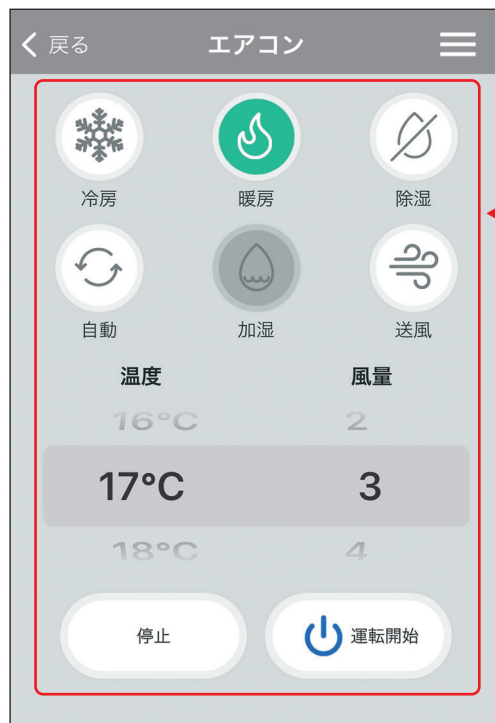 戻る エアコン
冷房 暖房 除湿
自動 加湿 送風
温度 風量
16°C 2
17°C 3
18°C 4
停止 運転開始